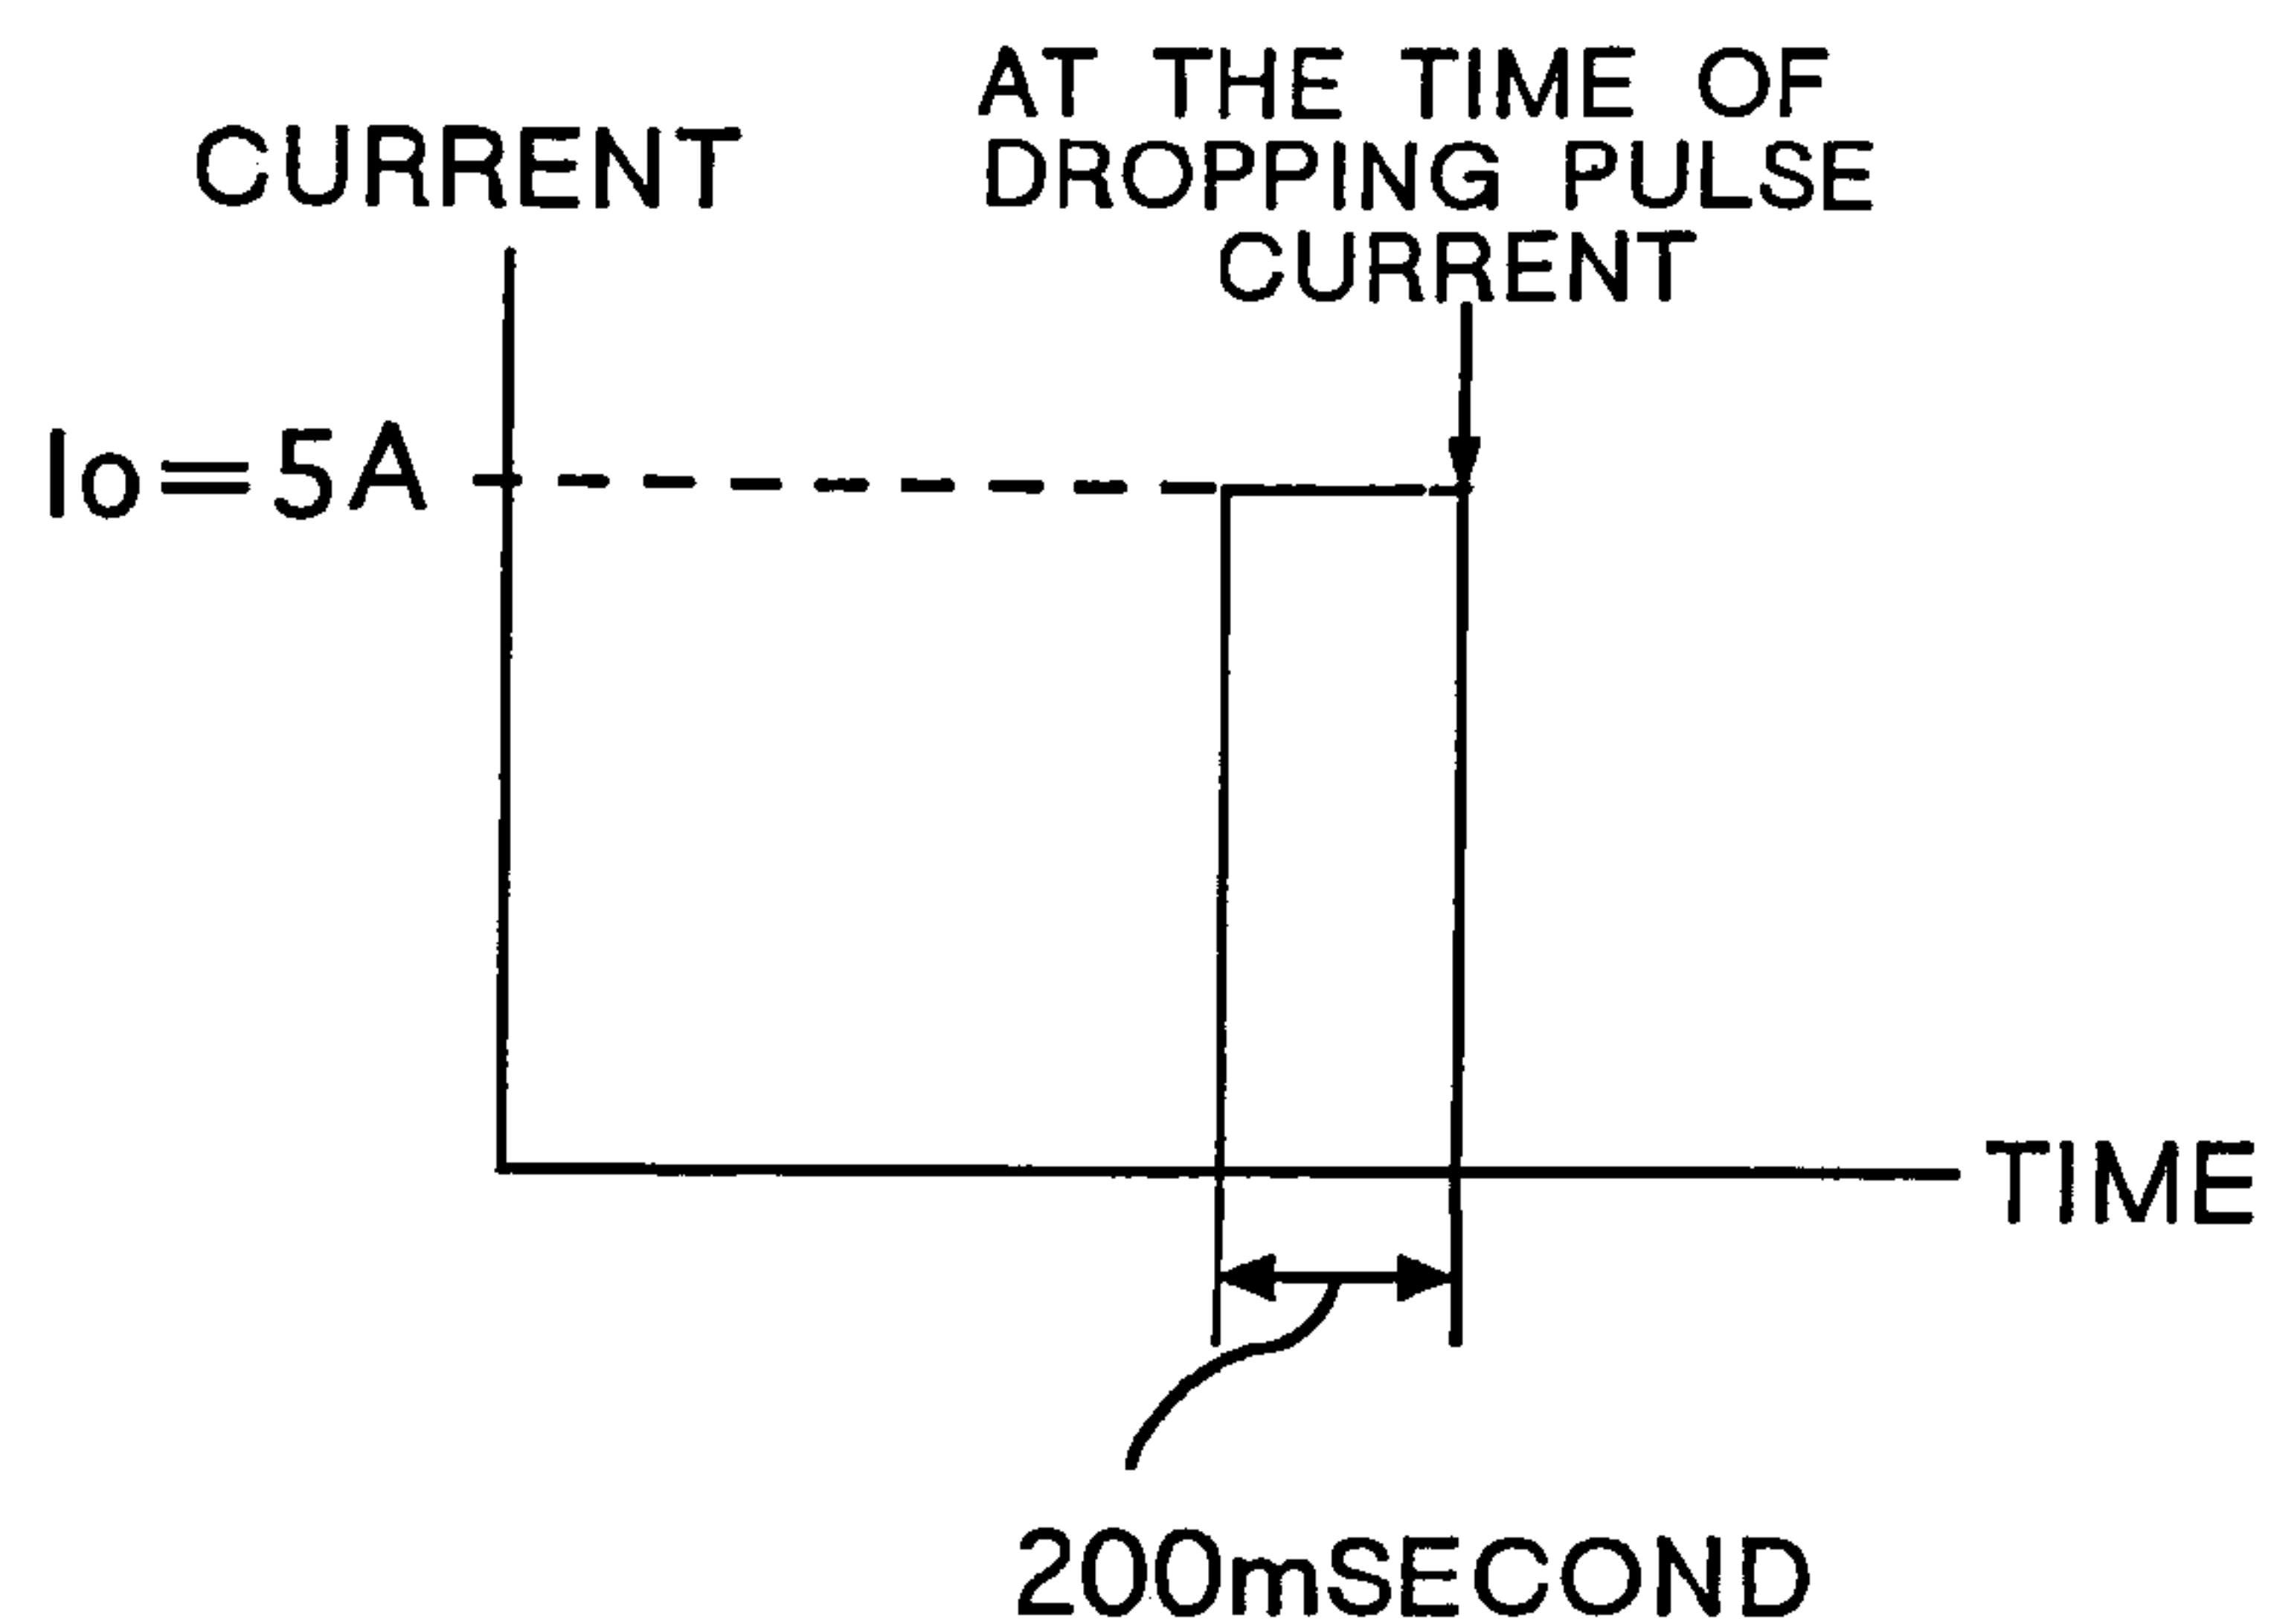 AT THE TIME OF
DROPPING PULSE
CURRENT
CURRENT
Io=5A
TIME
200mSECOND